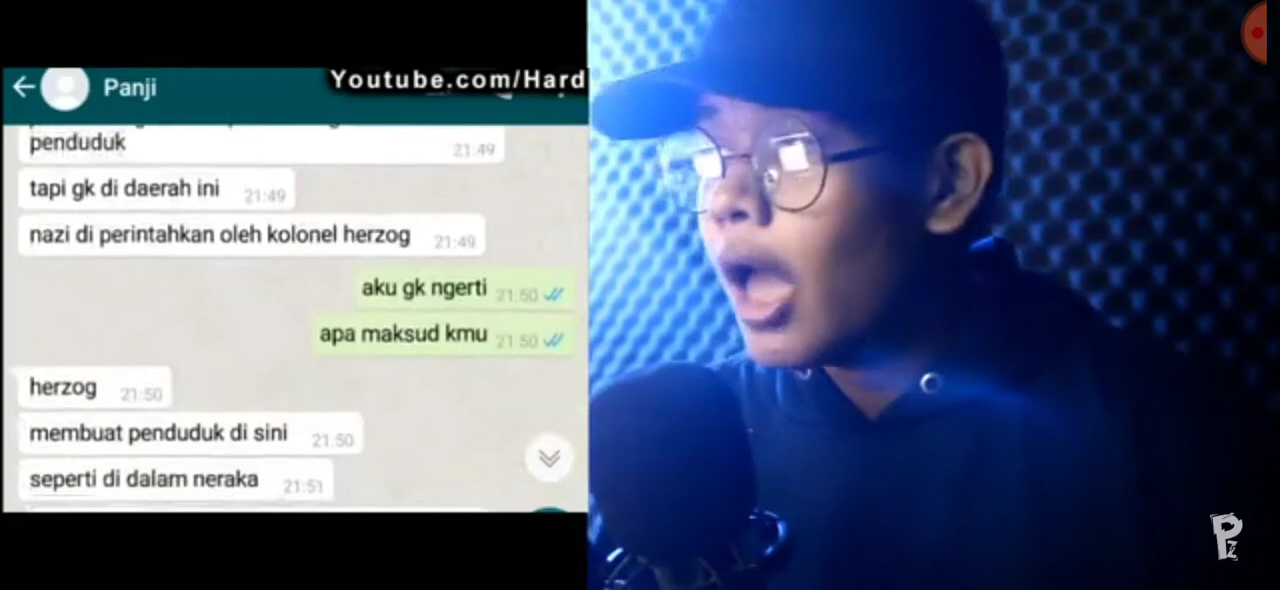 Youtube.com/Hard
Panji
penduduk 21:49
tapi gk di daerah ini 21:49
nazi di perintahkan oleh kolonel herzog 21:49
aku gk ngerti 21:50
apa maksud kmu 21:50
herzog 21:50
membuat penduduk di sini 21:50
seperti di dalam neraka 21:51
Pz